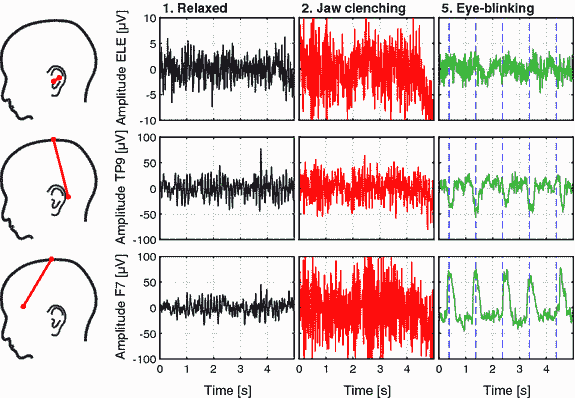 1. Relaxed 2. Jaw clenching 5. Eye-blinking
Amplitude ELE [µV]
10
5
0
-5
-10
Amplitude TP9 [µV]
100
50
0
-50
-100
Amplitude F7 [µV]
100
50
0
-50
-100
0 1 2 3 4 0 1 2 3 4 0 1 2 3 4
Time [s] Time [s] Time [s]